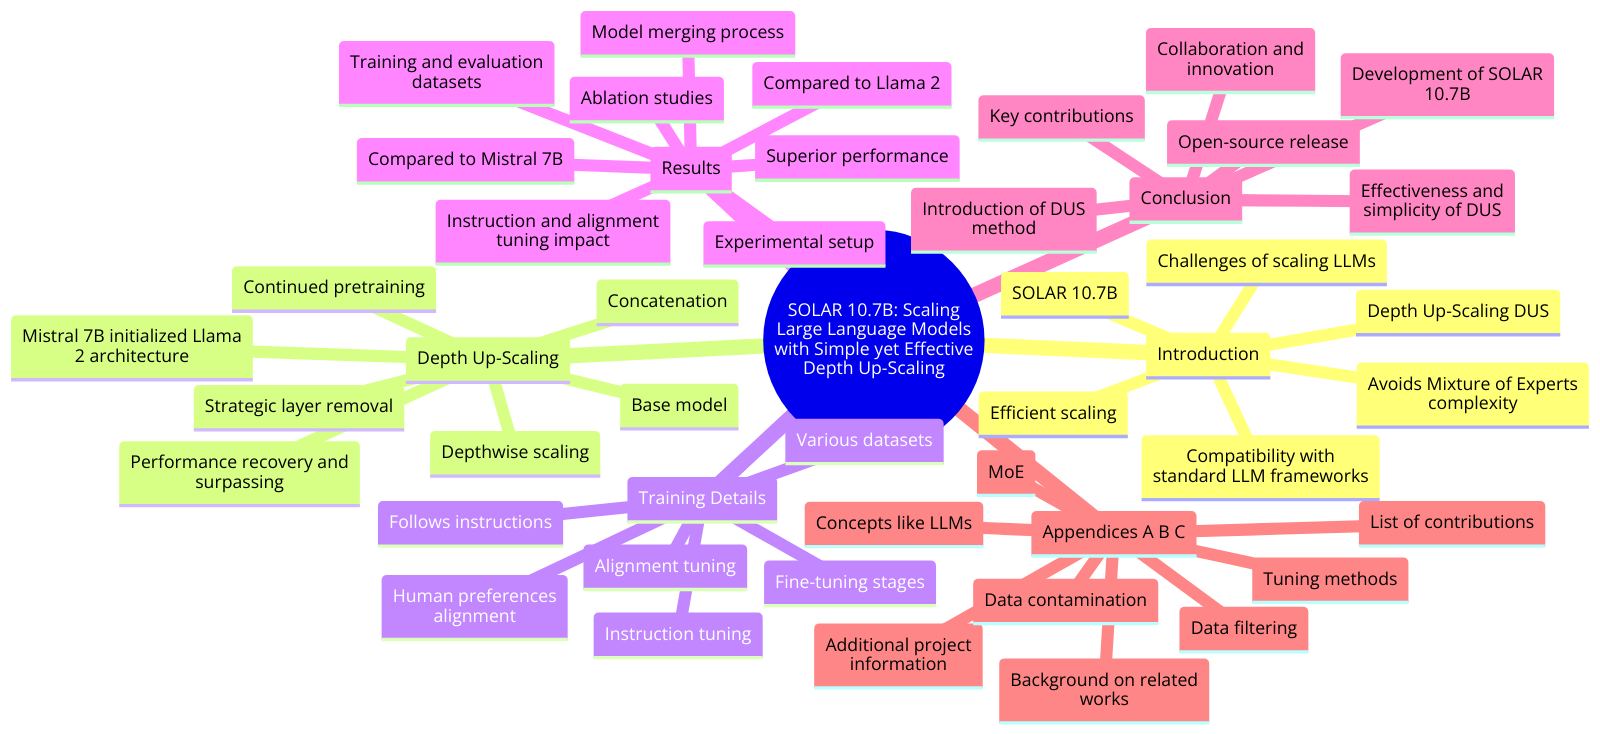 SOLAR 10.7B: Scaling
Large Language Models
with Simple yet Effective
Depth Up-Scaling
Results
Model merging process
Training and evaluation
datasets
Ablation studies
Compared to Llama 2
Compared to Mistral 7B
Superior performance
Instruction and alignment
tuning impact
Experimental setup
Conclusion
Collaboration and
innovation
Development of SOLAR
10.7B
Key contributions
Open-source release
Introduction of DUS
method
Effectiveness and
simplicity of DUS
Introduction
Challenges of scaling LLMs
SOLAR 10.7B
Depth Up-Scaling DUS
Avoids Mixture of Experts
complexity
Efficient scaling
Compatibility with
standard LLM frameworks
Depth Up-Scaling
Continued pretraining
Concatenation
Mistral 7B initialized Llama
2 architecture
Strategic layer removal
Base model
Depthwise scaling
Performance recovery and
surpassing
Training Details
Various datasets
Follows instructions
Alignment tuning
Fine-tuning stages
Human preferences
alignment
Instruction tuning
Appendices A B C
MoE
Concepts like LLMs
List of contributions
Tuning methods
Data contamination
Data filtering
Additional project
information
Background on related
works